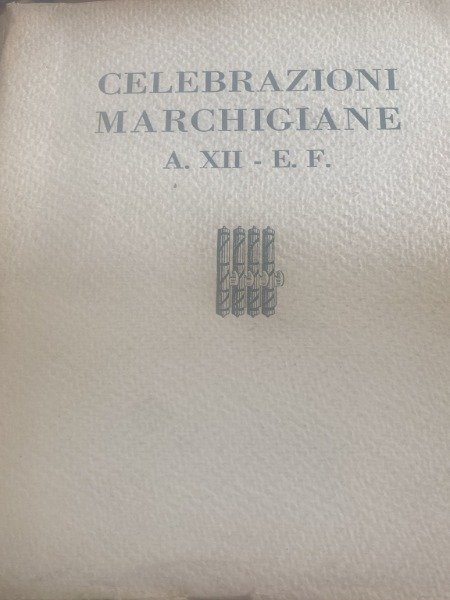 CELEBRAZIONI
MARCHIGIANE
A. XII - E. F.